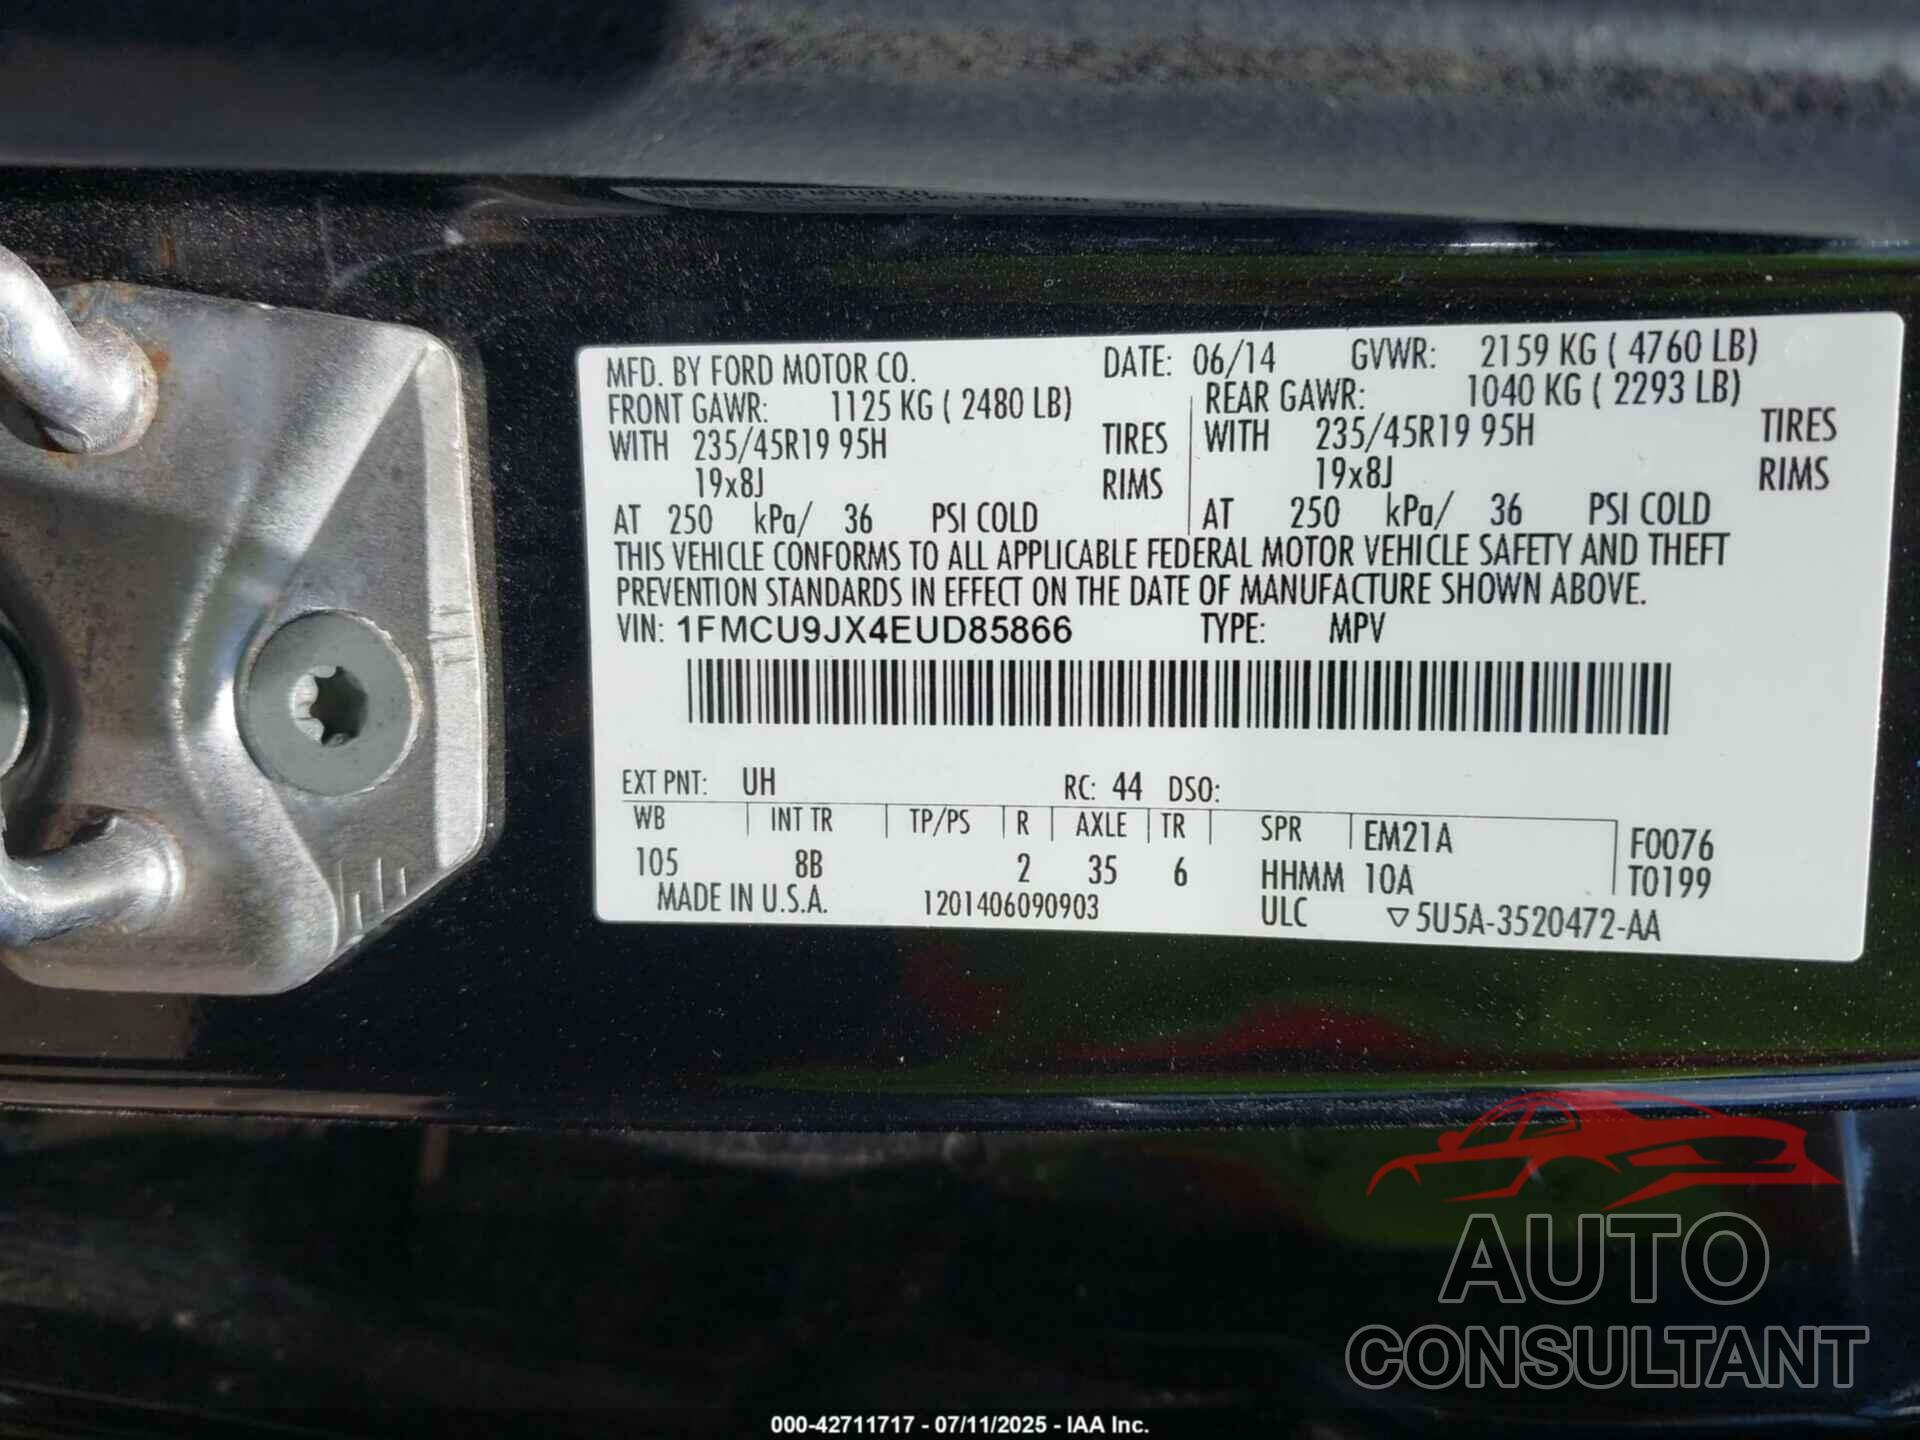 MFD. BY FORD MOTOR CO. DATE: 06/14 GVWR: 2159 KG ( 4760 LB)
FRONT GAWR: 1125 KG ( 2480 LB) REAR GAWR: 1040 KG ( 2293 LB)
WITH 235/45R19 95H TIRES WITH 235/45R19 95H TIRES
19x8J RIMS 19x8J RIMS
AT 250 kPa/ 36 PSI COLD AT 250 kPa/ 36 PSI COLD
THIS VEHICLE CONFORMS TO ALL APPLICABLE FEDERAL MOTOR VEHICLE SAFETY AND THEFT
PREVENTION STANDARDS IN EFFECT ON THE DATE OF MANUFACTURE SHOWN ABOVE.
VIN: 1FMCU9JX4EUD85866 TYPE: MPV
EXT PNT: UH RC: 44 DSO:
WB INT TR TP/PS R AXLE TR SPR EM21A F0076
105 8B 2 35 6 HHMM 10A T0199
MADE IN U.S.A. 1201406090903 ULC ▽5U5A-3520472-AA
AUTO
CONSULTANT
000-42711717 - 07/11/2025 - IAA Inc.